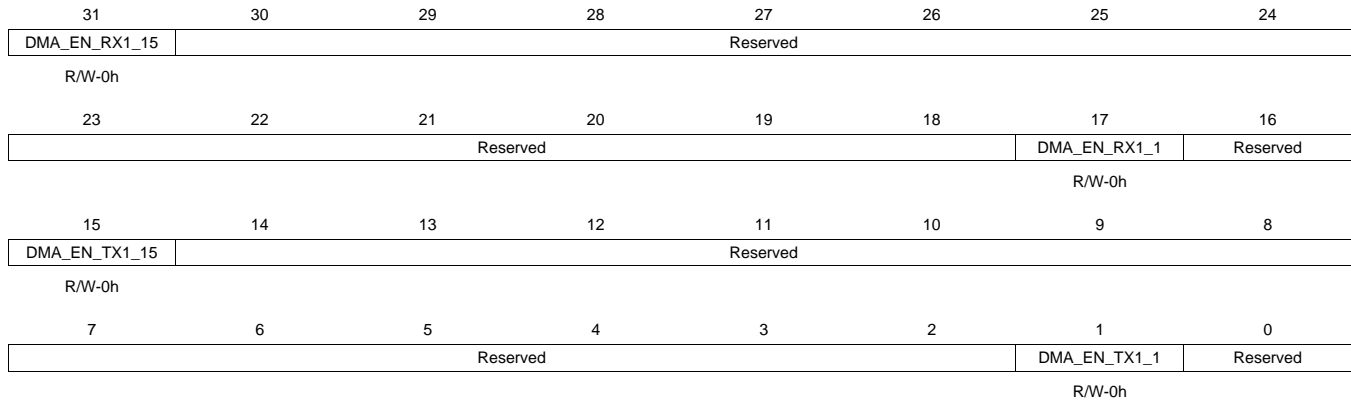 31 30 29 28 27 26 25 24
DMA_EN_RX1_15 Reserved
R/W-0h
23 22 21 20 19 18 17 16
Reserved DMA_EN_RX1_1 Reserved
R/W-0h
15 14 13 12 11 10 9 8
DMA_EN_TX1_15 Reserved
R/W-0h
7 6 5 4 3 2 1 0
Reserved DMA_EN_TX1_1 Reserved
R/W-0h